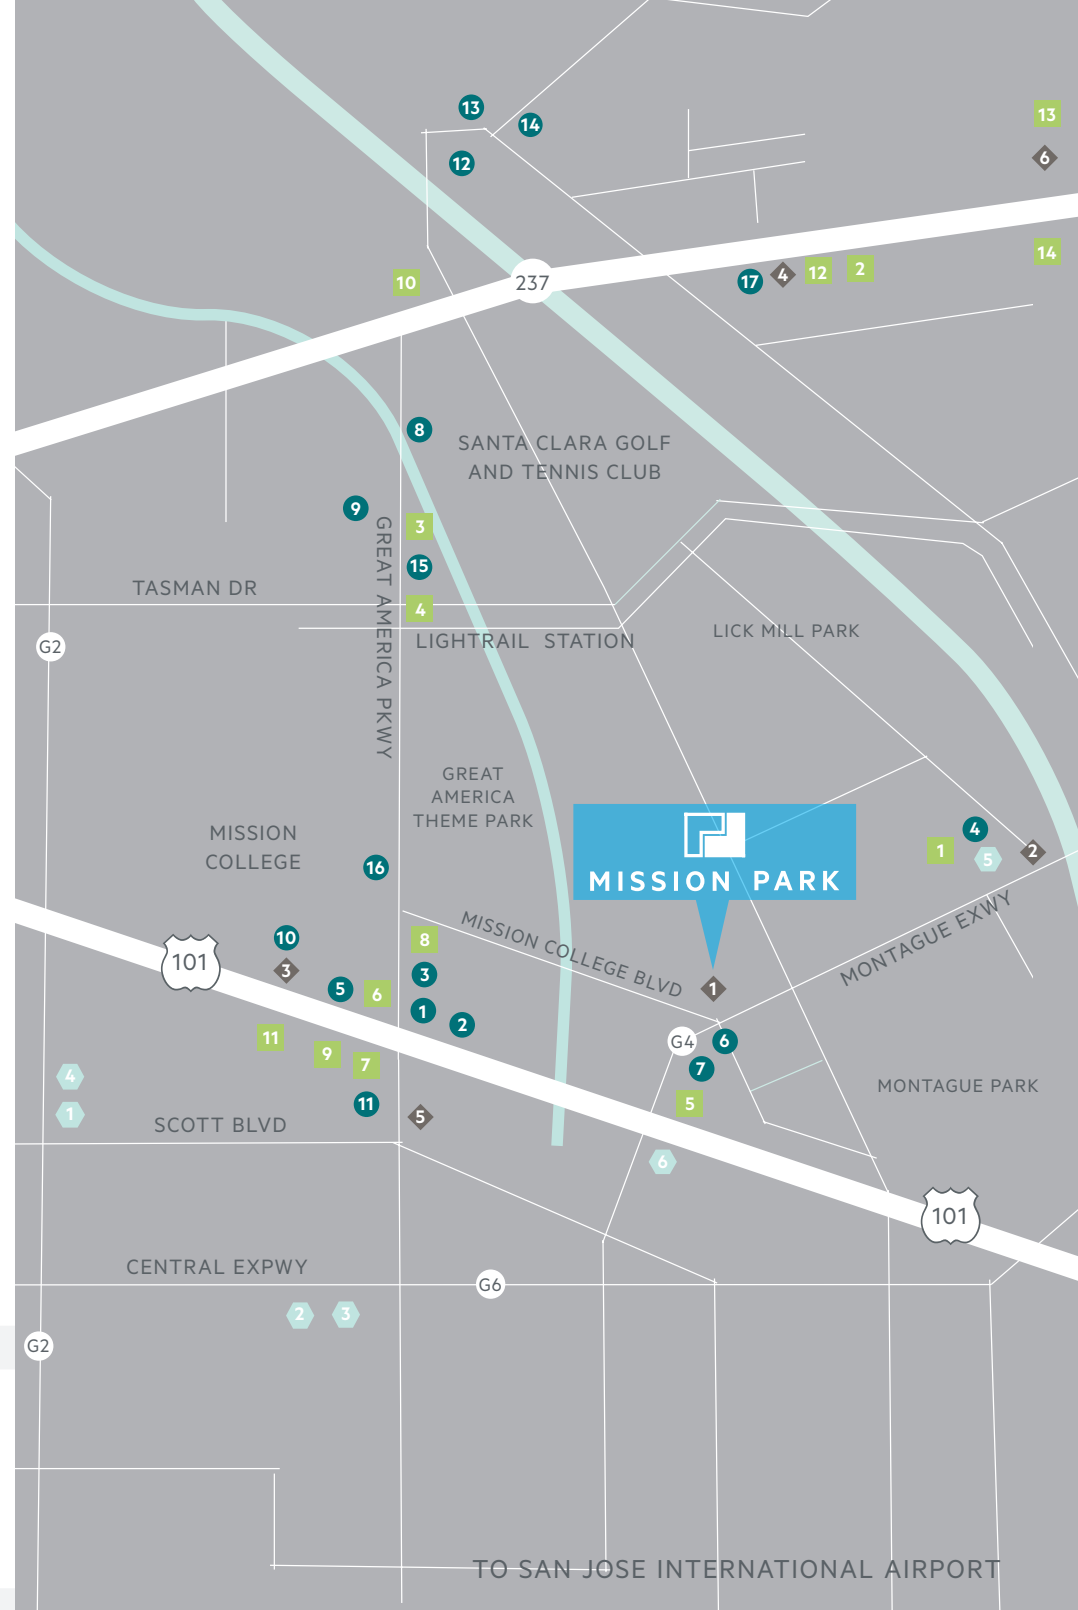 13
14
13
12
6
14
237
10
17
4
12
2
8
SANTA CLARA GOLF
AND TENNIS CLUB
9
3
GREAT AMERICA PKWY
15
TASMAN DR
4
LIGHTRAIL STATION
LICK MILL PARK
G2
GREAT
AMERICA
THEME PARK
MISSION
COLLEGE
16
MISSION PARK
1
4
5
2
MISSION COLLEGE BLVD
MONTAGUE EXWY
10
8
101
3
3
5
6
1
1
2
11
9
7
G4
6
7
4
1
11
5
5
MONTAGUE PARK
SCOTT BLVD
6
101
CENTRAL EXPWY
G6
2
3
G2
TO SAN JOSE INTERNATIONAL AIRPORT